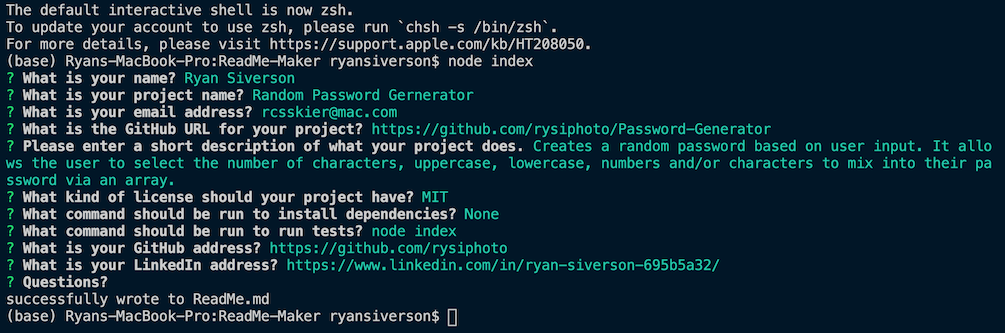 The default interactive shell is now zsh.
To update your account to use zsh, please run `chsh -s /bin/zsh`.
For more details, please visit https://support.apple.com/kb/HT208050.
(base) Ryans-MacBook-Pro:ReadMe-Maker ryansiverson$ node index
? What is your name? Ryan Siverson
? What is your project name? Random Password Gernerator
? What is your email address? rcsskier@mac.com
? What is the GitHub URL for your project? https://github.com/rysiphoto/Password-Generator
? Please enter a short description of what your project does. Creates a random password based on user input. It allo
ws the user to select the number of characters, uppercase, lowercase, numbers and/or characters to mix into their pa
ssword via an array.
? What kind of license should your project have? MIT
? What command should be run to install dependencies? None
? What command should be run to run tests? node index
? What is your GitHub address? https://github.com/rysiphoto
? What is your LinkedIn address? https://www.linkedin.com/in/ryan-siverson-695b5a32/
? Questions?
successfully wrote to ReadMe.md
(base) Ryans-MacBook-Pro:ReadMe-Maker ryansiverson$